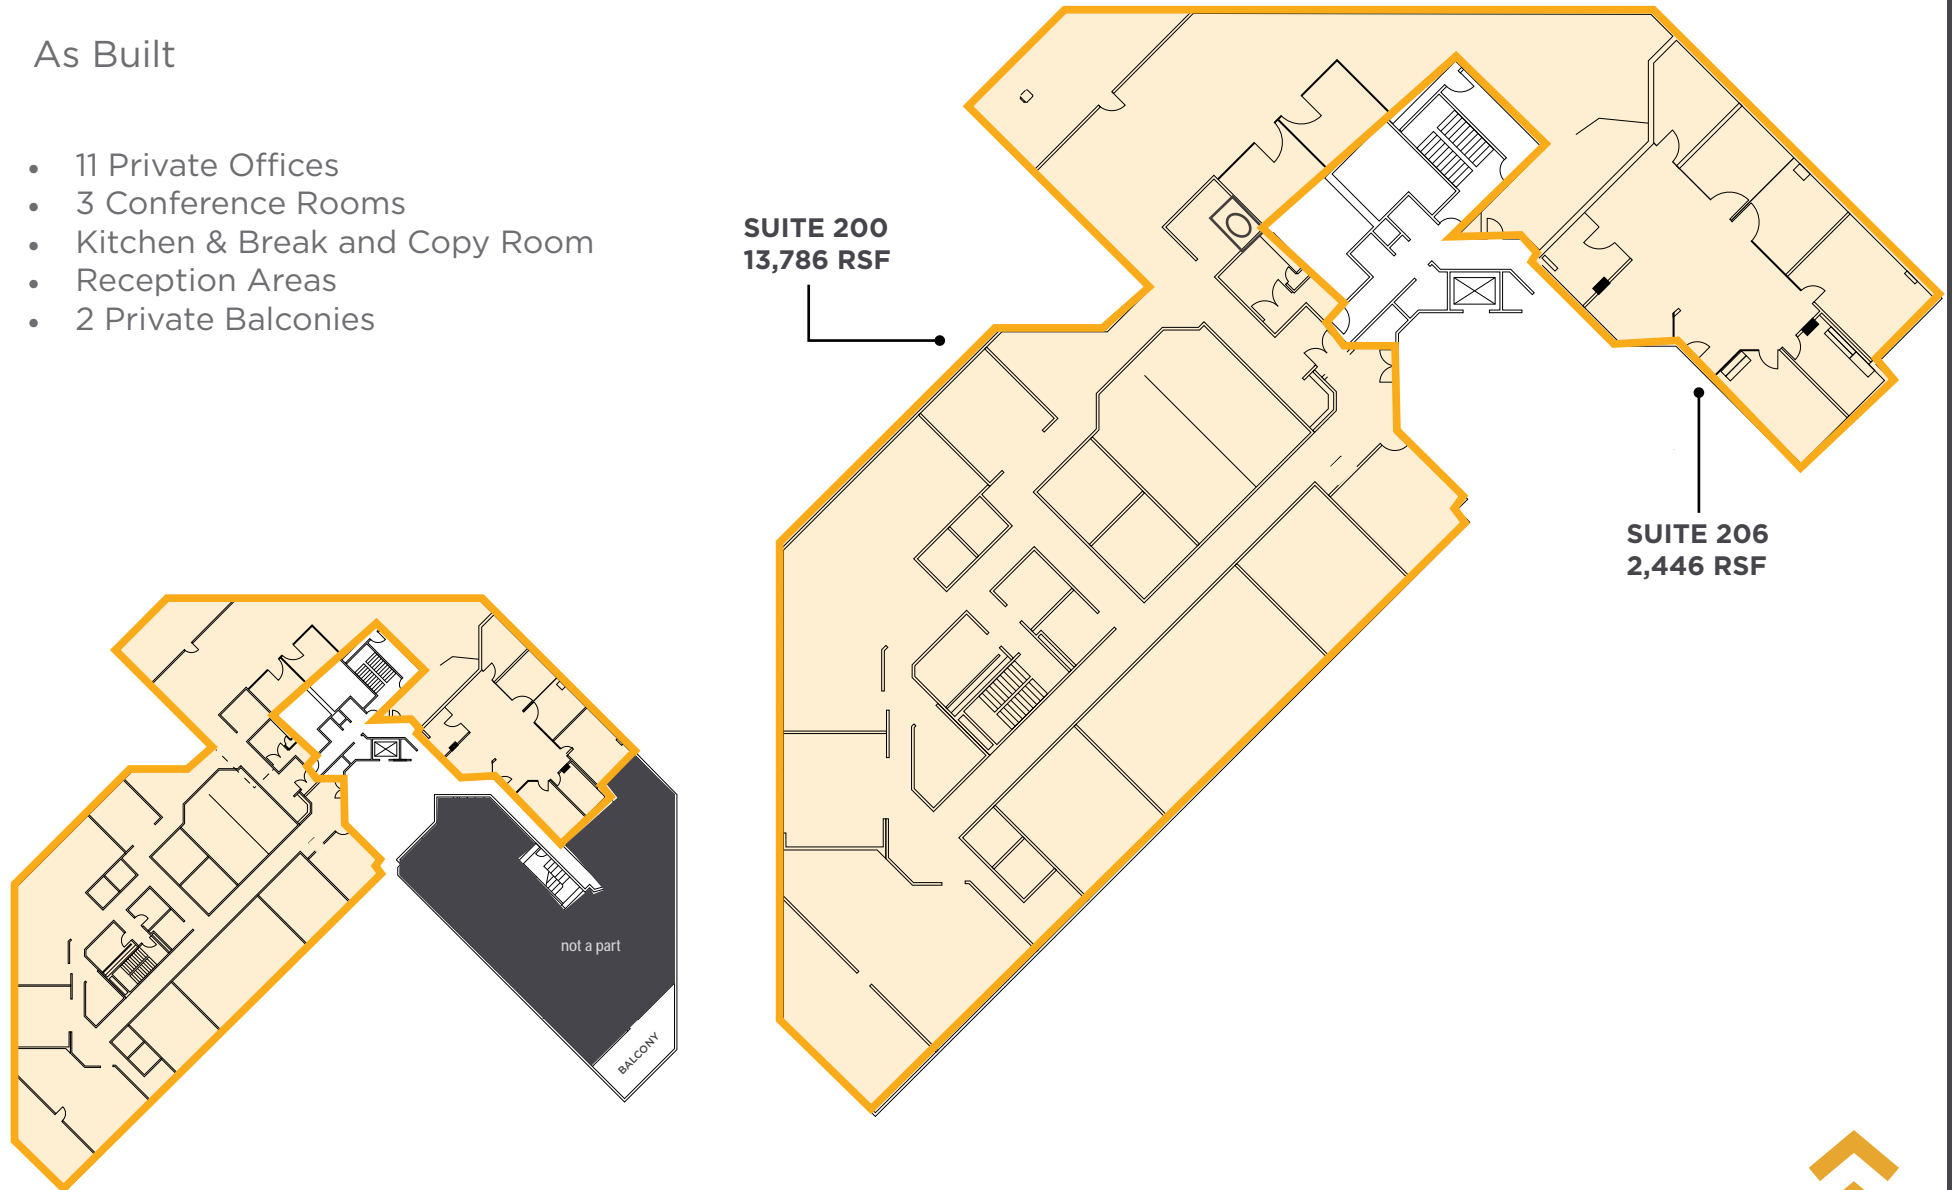 As Built
• 11 Private Offices
• 3 Conference Rooms
• Kitchen & Break and Copy Room
• Reception Areas
• 2 Private Balconies
SUITE 200
13,786 RSF
SUITE 206
2,446 RSF
not a part
BALCONY